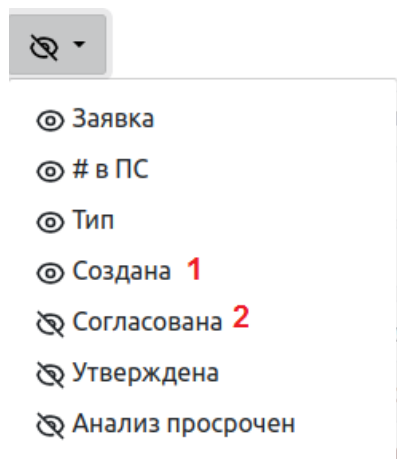 Заявка
# в ПС
Тип
Создана 1
Согласована 2
Утверждена
Анализ просрочен